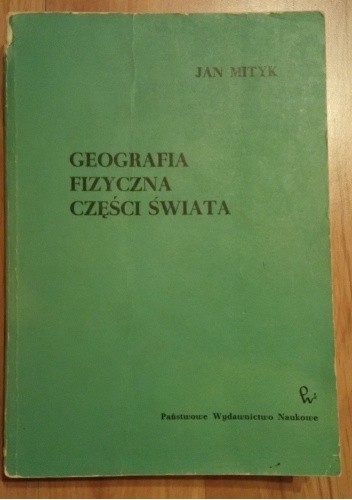 JAN MITYK
GEOGRAFIA
FIZYCZNA
CZĘŚCI ŚWIATA
Państwowe Wydawnictwo Naukowe